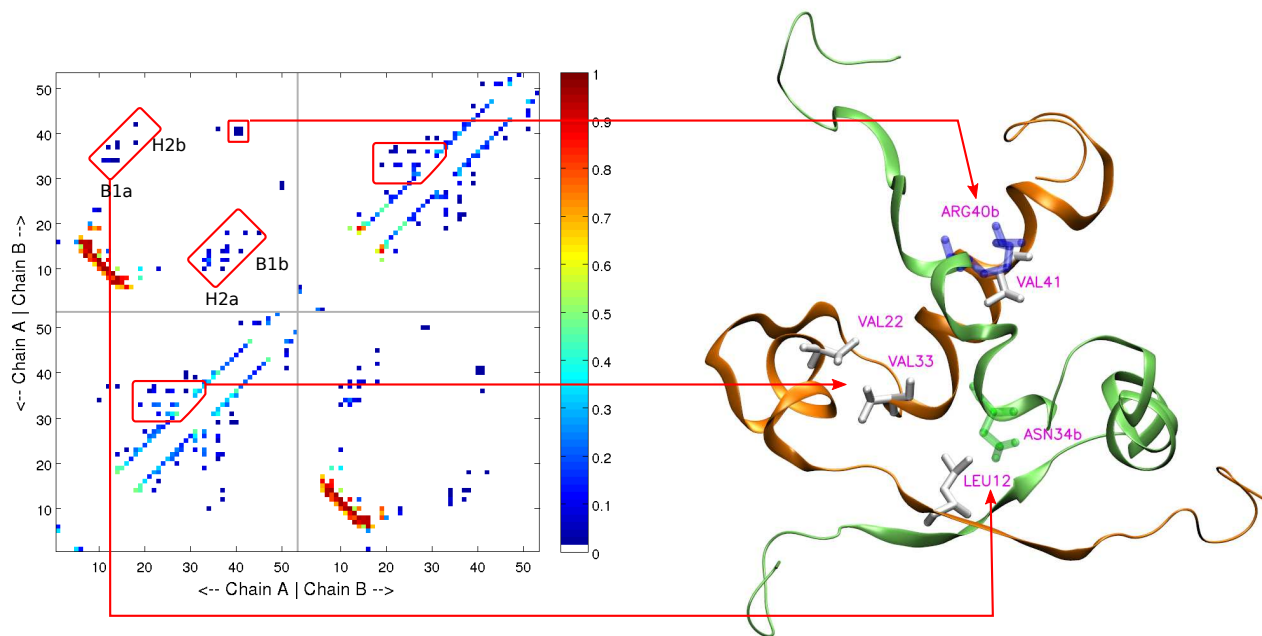 50
40
30
20
10
50
40
30
20
10
<-- Chain A | Chain B -->
10 20 30 40 50 10 20 30 40 50
<-- Chain A | Chain B -->
H2b
B1a
B1b
H2a
1
0.9
0.8
0.7
0.6
0.5
0.4
0.3
0.2
0.1
0
ARG40b
VAL41
VAL22
VAL33
ASN34b
LEU12